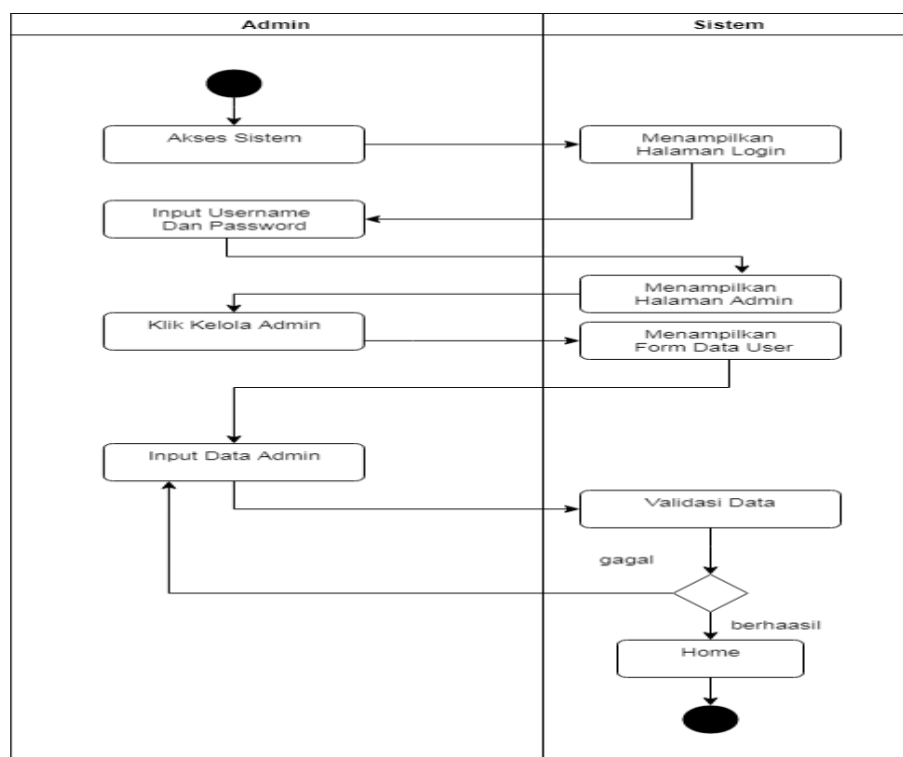 Admin
Sistem
Akses Sistem
Menampilkan
Halaman Login
Input Username
Dan Password
Menampilkan
Halaman Admin
Klik Kelola Admin
Menampilkan
Form Data User
Input Data Admin
Validasi Data
gagal
berhaasil
Home